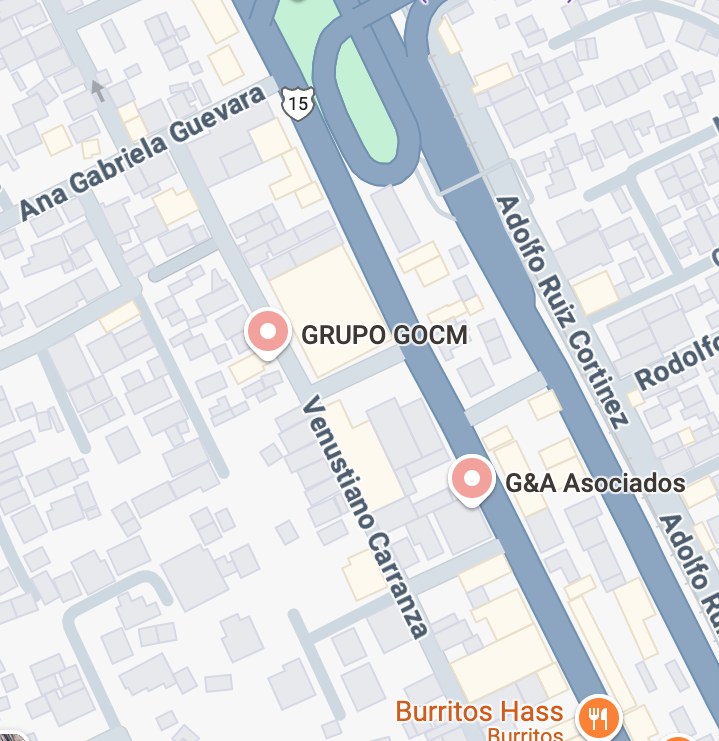 15
Ana Gabriela Guevara
Adolfo Ruiz Cortinez
GRUPO GOCM
Rodolfo
Venustiano Carranza
G&A Asociados
Adolfo Ru
Burritos Hass
Burritos